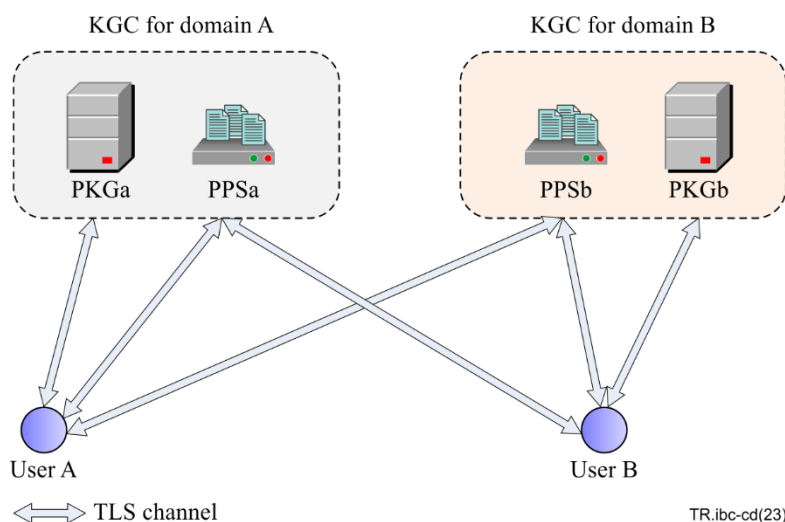 KGC for domain A
KGC for domain B
PKGa
PPSa
PPSb
PKGb
User A
User B
TLS channel
TR.ibc-cd(23)